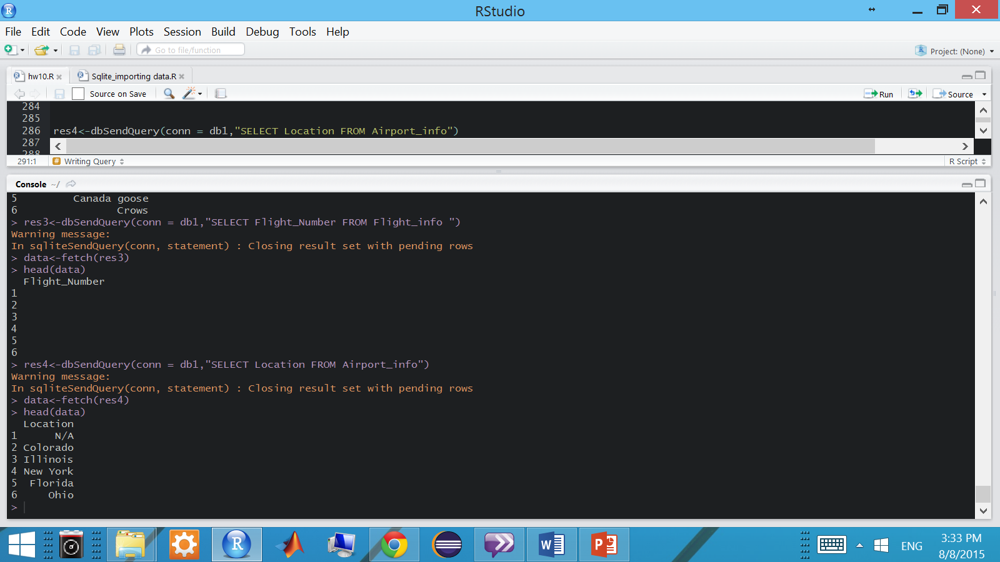 RStudio
File Edit Code View Plots Session Build Debug Tools Help
Go to file/function
Project: (None)
hw10.R
Sqlite_importing data.R
Source on Save
Run
Source
284
285
286 res4<-dbSendQuery(conn = db1,"SELECT Location FROM Airport_info")
287
288
291:1 Writing Query R Script
Console ~/
5 Canada goose
6 Crows
> res3<-dbSendQuery(conn = db1,"SELECT Flight_Number FROM Flight_info ")
Warning message:
In sqliteSendQuery(conn, statement) : Closing result set with pending rows
> data<-fetch(res3)
> head(data)
Flight_Number
1
2
3
4
5
6
> res4<-dbSendQuery(conn = db1,"SELECT Location FROM Airport_info")
Warning message:
In sqliteSendQuery(conn, statement) : Closing result set with pending rows
> data<-fetch(res4)
> head(data)
Location
1 N/A
2 Colorado
3 Illinois
4 New York
5 Florida
6 Ohio
>
ENG
3:33 PM
8/8/2015